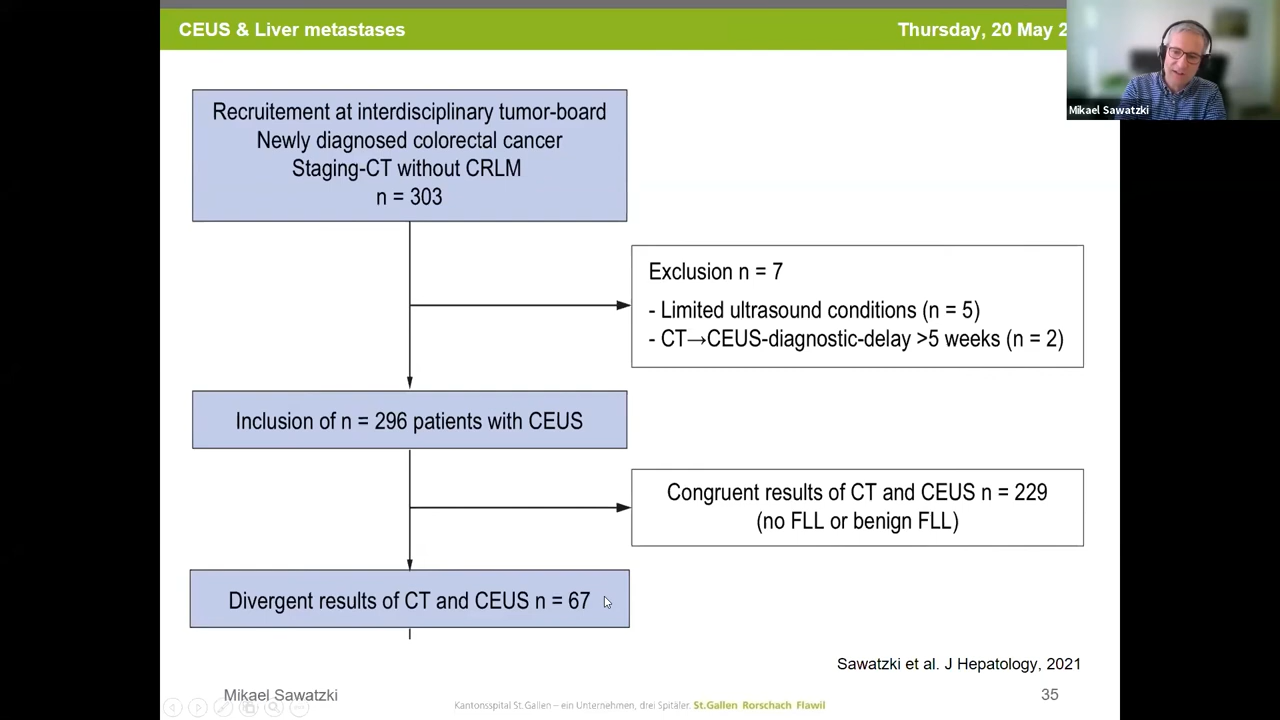 CEUS & Liver metastases
Thursday, 20 May 2
Mikael Sawatzki
Recruitement at interdisciplinary tumor-board
Newly diagnosed colorectal cancer
Staging-CT without CRLM
n = 303
Exclusion n = 7
- Limited ultrasound conditions (n = 5)
- CT→CEUS-diagnostic-delay >5 weeks (n = 2)
Inclusion of n = 296 patients with CEUS
Congruent results of CT and CEUS n = 229
(no FLL or benign FLL)
Divergent results of CT and CEUS n = 67
Sawatzki et al. J Hepatology, 2021
Mikael Sawatzki
Kantonsspital St.Gallen – ein Unternehmen, drei Spitäler. St.Gallen Rorschach Flawil
35